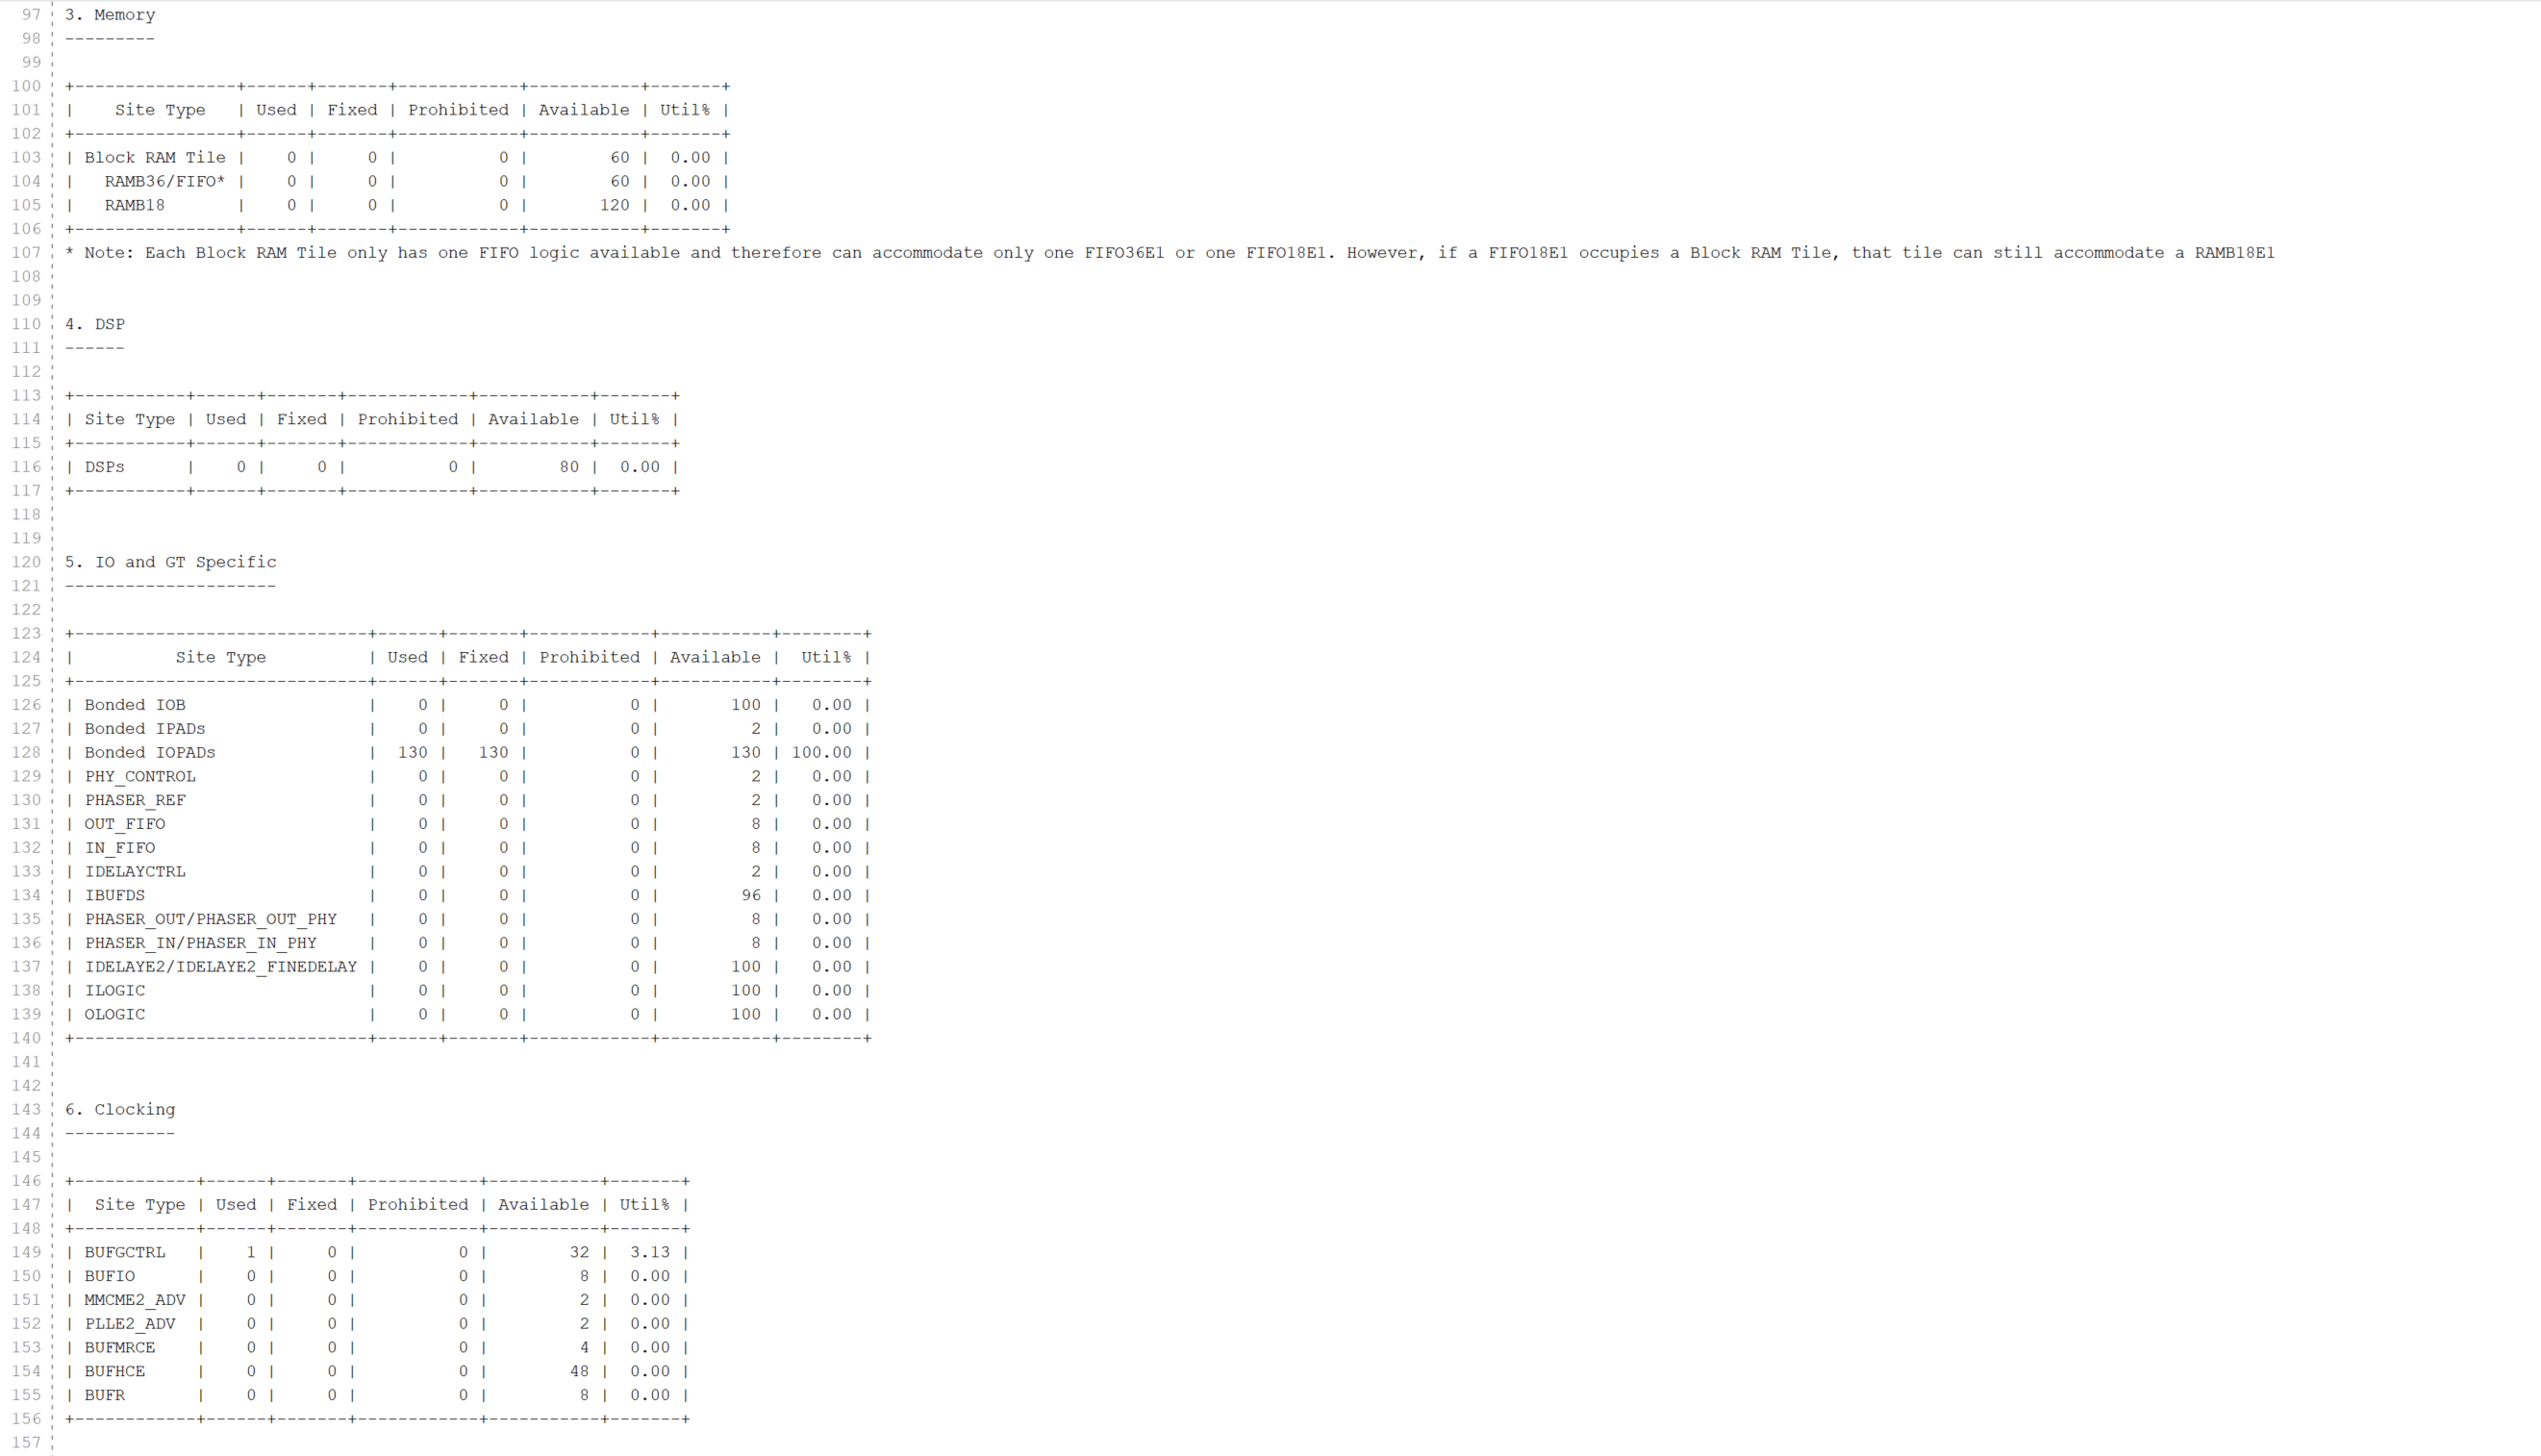 97 3. Memory
98 ---------
99
100 +----------------+------+-------+------------+-----------+-------+
101 |    Site Type   | Used | Fixed | Prohibited | Available | Util% |
102 +----------------+------+-------+------------+-----------+-------+
103 | Block RAM Tile |    0 |     0 |          0 |        60 |  0.00 |
104 |   RAMB36/FIFO* |    0 |     0 |          0 |        60 |  0.00 |
105 |   RAMB18       |    0 |     0 |          0 |       120 |  0.00 |
106 +----------------+------+-------+------------+-----------+-------+
107 * Note: Each Block RAM Tile only has one FIFO logic available and therefore can accommodate only one FIFO36E1 or one FIFO18E1. However, if a FIFO18E1 occupies a Block RAM Tile, that tile can still accommodate a RAMB18E1
108
109
110 4. DSP
111 ------
112
113 +-----------+------+-------+------------+-----------+-------+
114 | Site Type | Used | Fixed | Prohibited | Available | Util% |
115 +-----------+------+-------+------------+-----------+-------+
116 | DSPs      |    0 |     0 |          0 |        80 |  0.00 |
117 +-----------+------+-------+------------+-----------+-------+
118
119
120 5. IO and GT Specific
121 ---------------------
122
123 +-----------------------------+------+-------+------------+-----------+--------+
124 |          Site Type          | Used | Fixed | Prohibited | Available |  Util% |
125 +-----------------------------+------+-------+------------+-----------+--------+
126 | Bonded IOB                  |    0 |     0 |          0 |       100 |   0.00 |
127 | Bonded IPADs                |    0 |     0 |          0 |         2 |   0.00 |
128 | Bonded IOPADs               |  130 |   130 |          0 |       130 | 100.00 |
129 | PHY_CONTROL                 |    0 |     0 |          0 |         2 |   0.00 |
130 | PHASER_REF                  |    0 |     0 |          0 |         2 |   0.00 |
131 | OUT_FIFO                    |    0 |     0 |          0 |         8 |   0.00 |
132 | IN_FIFO                     |    0 |     0 |          0 |         8 |   0.00 |
133 | IDELAYCTRL                  |    0 |     0 |          0 |         2 |   0.00 |
134 | IBUFDS                      |    0 |     0 |          0 |        96 |   0.00 |
135 | PHASER_OUT/PHASER_OUT_PHY   |    0 |     0 |          0 |         8 |   0.00 |
136 | PHASER_IN/PHASER_IN_PHY     |    0 |     0 |          0 |         8 |   0.00 |
137 | IDELAYE2/IDELAYE2_FINEDELAY |    0 |     0 |          0 |       100 |   0.00 |
138 | ILOGIC                      |    0 |     0 |          0 |       100 |   0.00 |
139 | OLOGIC                      |    0 |     0 |          0 |       100 |   0.00 |
140 +-----------------------------+------+-------+------------+-----------+--------+
141
142
143 6. Clocking
144 -----------
145
146 +------------+------+-------+------------+-----------+-------+
147 |  Site Type | Used | Fixed | Prohibited | Available | Util% |
148 +------------+------+-------+------------+-----------+-------+
149 | BUFGCTRL   |    1 |     0 |          0 |        32 |  3.13 |
150 | BUFIO      |    0 |     0 |          0 |         8 |  0.00 |
151 | MMCME2_ADV |    0 |     0 |          0 |         2 |  0.00 |
152 | PLLE2_ADV  |    0 |     0 |          0 |         2 |  0.00 |
153 | BUFMRCE    |    0 |     0 |          0 |         4 |  0.00 |
154 | BUFHCE     |    0 |     0 |          0 |        48 |  0.00 |
155 | BUFR       |    0 |     0 |          0 |         8 |  0.00 |
156 +------------+------+-------+------------+-----------+-------+
157